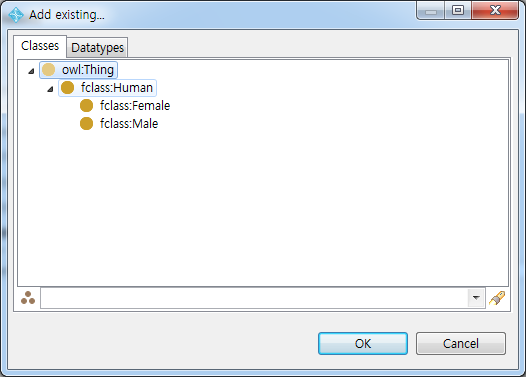 Add existing...
Classes
Datatypes
owl:Thing
fclass:Human
fclass:Female
fclass:Male
OK
Cancel